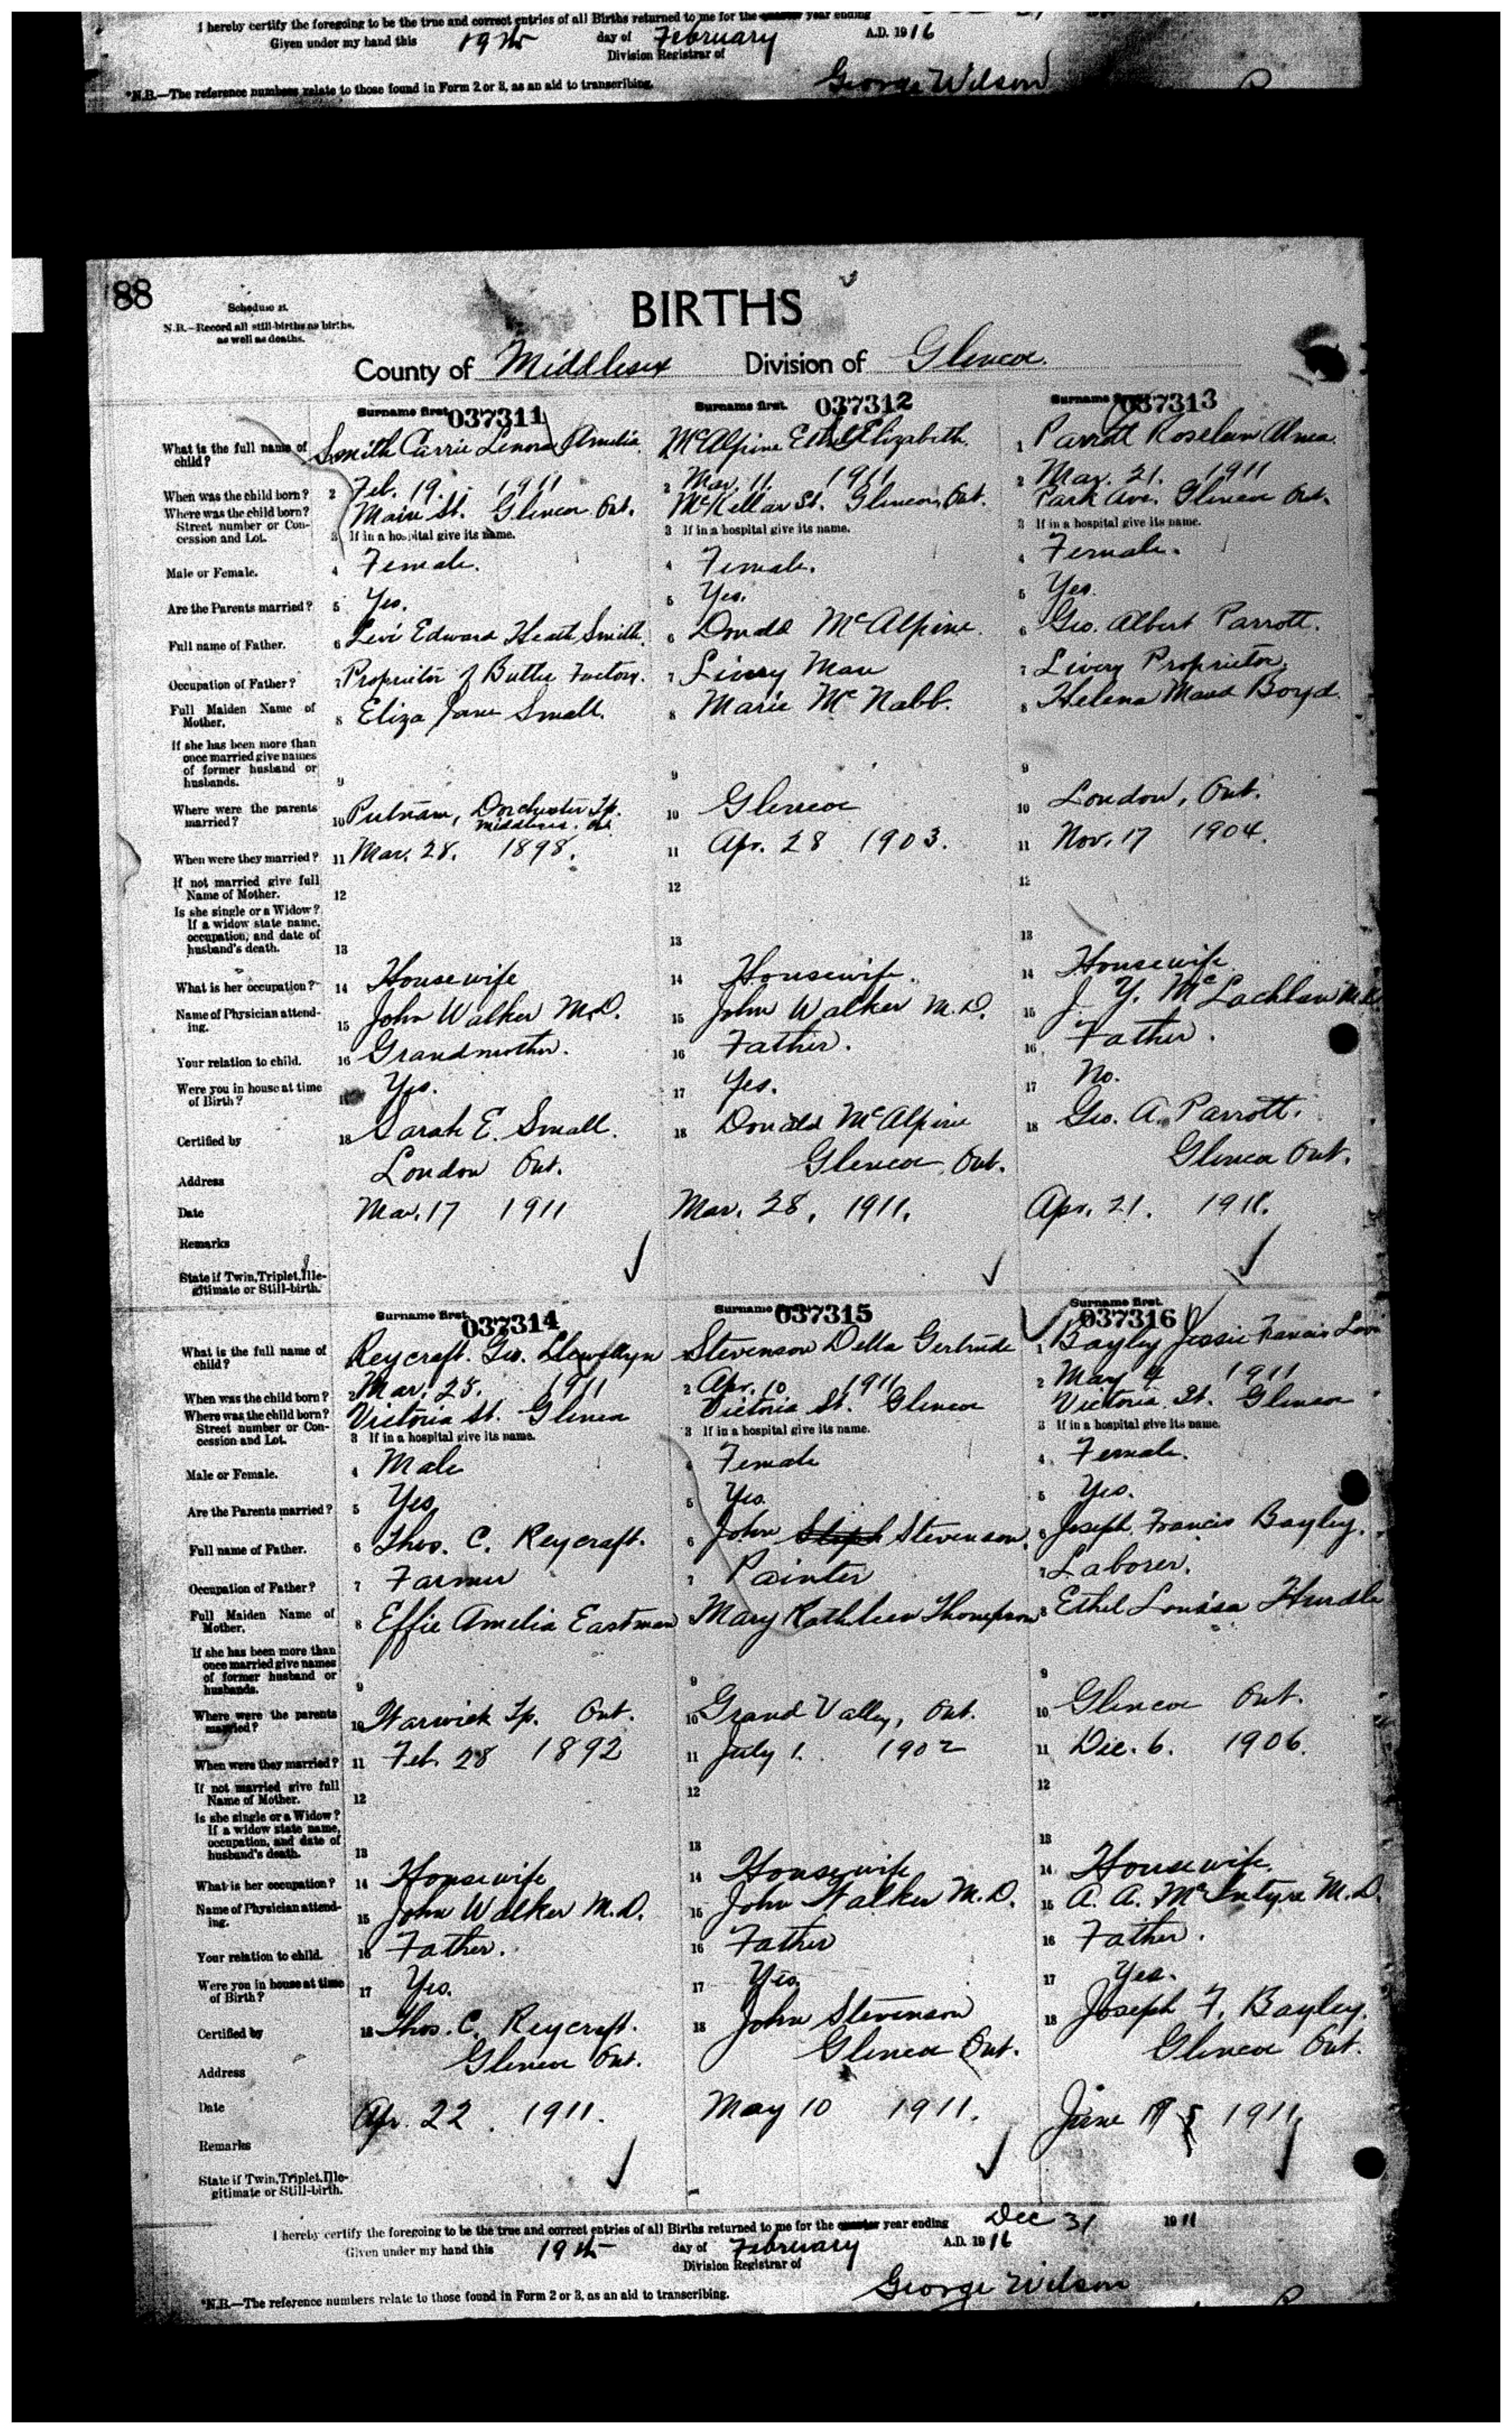 I hereby certify the foregoing to be the true and correct entries of all Births returned to me for the quarter year ending
Given under my hand this 19th day of February A.D. 1916
Division Registrar of
George Wilson
*N.B.—The reference numbers relate to those found in Form 2 or 3, as an aid to transcribing.
88
BIRTHS
Schedule A.
N.B.—Record all still-births as births, as well as deaths.
County of Middlesex Division of Glencoe
Surname first. 037311 Surname first. 037312 Surname first. 037313
What is the full name of child? Smith Carrie Lenora Amelia McAlpine Ethel Elizabeth 1 Parrott Roseleen Alma
When was the child born? 2 Feb. 19. 1911 2 Mar. 11. 1911 2 Mar. 21. 1911
Where was the child born? Street number or Concession and Lot. Main St. Glencoe Ont. McKellar St. Glencoe, Ont. Park Ave. Glencoe Ont.
3 If in a hospital give its name. 3 If in a hospital give its name. 3 If in a hospital give its name.
Male or Female. 4 Female. 4 Female. 4 Female.
Are the Parents married? 5 Yes. 5 Yes. 5 Yes.
Full name of Father. 6 Levi Edward Heath Smith 6 Donald McAlpine. 6 Geo. Albert Parrott.
Occupation of Father? 7 Proprietor of Butter Factory. 7 Livery Man 7 Livery Proprietor.
Full Maiden Name of Mother. 8 Eliza Jane Small. 8 Marie McNabb. 8 Helena Maud Boyd.
If she has been more than once married give names of former husband or husbands. 9 9 9
Where were the parents married? 10 Putnam, Dorchester Tp. Middlesex. Ont 10 Glencoe 10 London, Ont.
When were they married? 11 Mar. 28. 1898. 11 Apr. 28 1903. 11 Nov. 17 1904.
If not married give full Name of Mother. 12 12 12
Is she single or a Widow? If a widow state name, occupation, and date of husband's death. 13 13 13
What is her occupation? 14 Housewife 14 Housewife. 14 Housewife
Name of Physician attending. 15 John Walker M.D. 15 John Walker M.D. 15 J. Y. McLachlan M.D.
Your relation to child. 16 Grandmother. 16 Father. 16 Father.
Were you in house at time of Birth? Yes. 17 Yes. 17 No.
Certified by 18 Sarah E. Small. 18 Donald McAlpine 18 Geo. A. Parrott.
Address London Ont. Glencoe, Ont. Glencoe Ont.
Date Mar. 17 1911 Mar. 28, 1911. Apr. 21. 1911.
Remarks
State if Twin, Triplet, Illegitimate or Still-birth.
Surname first. 037314 Surname first. 037315 Surname first. 037316
What is the full name of child? Reycraft. Geo. Llewellyn Stevenson Della Gertrude 1 Bayley Jessie Francis
When was the child born? 2 Mar. 25. 1911 2 Apr. 10 1911 2 May 4 1911
Where was the child born? Street number or Concession and Lot. Victoria St. Glencoe Victoria St. Glencoe Victoria St. Glencoe
3 If in a hospital give its name. 3 If in a hospital give its name. 3 If in a hospital give its name.
Male or Female. 4 Male 4 Female 4 Female.
Are the Parents married? 5 Yes 5 Yes 5 Yes.
Full name of Father. 6 Thos. C. Reycraft. 6 John Steph Stevenson. 6 Joseph Francis Bayley.
Occupation of Father? 7 Farmer 7 Painter 7 Laborer.
Full Maiden Name of Mother. 8 Effie Amelia Eastman Mary Kathleen Thompson 8 Ethel Louisa Hurdle
If she has been more than once married give names of former husband or husbands. 9 9 9
Where were the parents married? 10 Warwick Tp. Ont. 10 Grand Valley, Ont. 10 Glencoe Ont.
When were they married? 11 Feb. 28 1892 11 July 1. 1902 11 Dec. 6. 1906.
If not married give full Name of Mother. 12 12 12
Is she single or a Widow? If a widow state name, occupation, and date of husband's death. 13 13 13
What is her occupation? 14 Housewife 14 Housewife 14 Housewife.
Name of Physician attending. 15 John Walker M.D. 15 John Walker M.D. 15 A. A. McIntyre M.D.
Your relation to child. 16 Father. 16 Father 16 Father.
Were you in house at time of Birth? 17 Yes. 17 Yes. 17 Yes.
Certified by 18 Thos. C. Reycraft. 18 John Stevenson 18 Joseph F. Bayley.
Address Glencoe Ont. Glencoe Ont. Glencoe Ont.
Date Apr. 22. 1911. May 10 1911. June 1911.
Remarks
State if Twin, Triplet, Illegitimate or Still-birth.
I hereby certify the foregoing to be the true and correct entries of all Births returned to me for the quarter year ending Dec 31 1911
Given under my hand this 19th day of February A.D. 1916
Division Registrar of
George Wilson
*N.B.—The reference numbers relate to those found in Form 2 or 3, as an aid to transcribing.